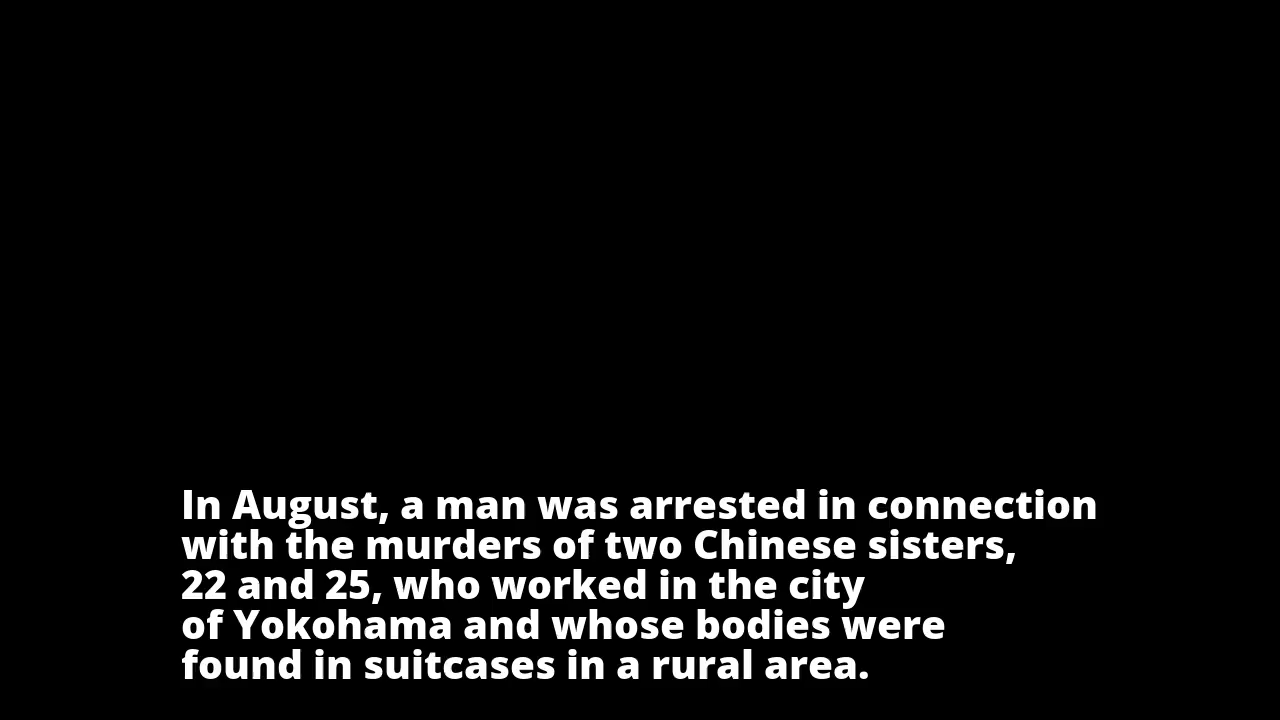 In August, a man was arrested in connection
with the murders of two Chinese sisters,
22 and 25, who worked in the city
of Yokohama and whose bodies were
found in suitcases in a rural area.